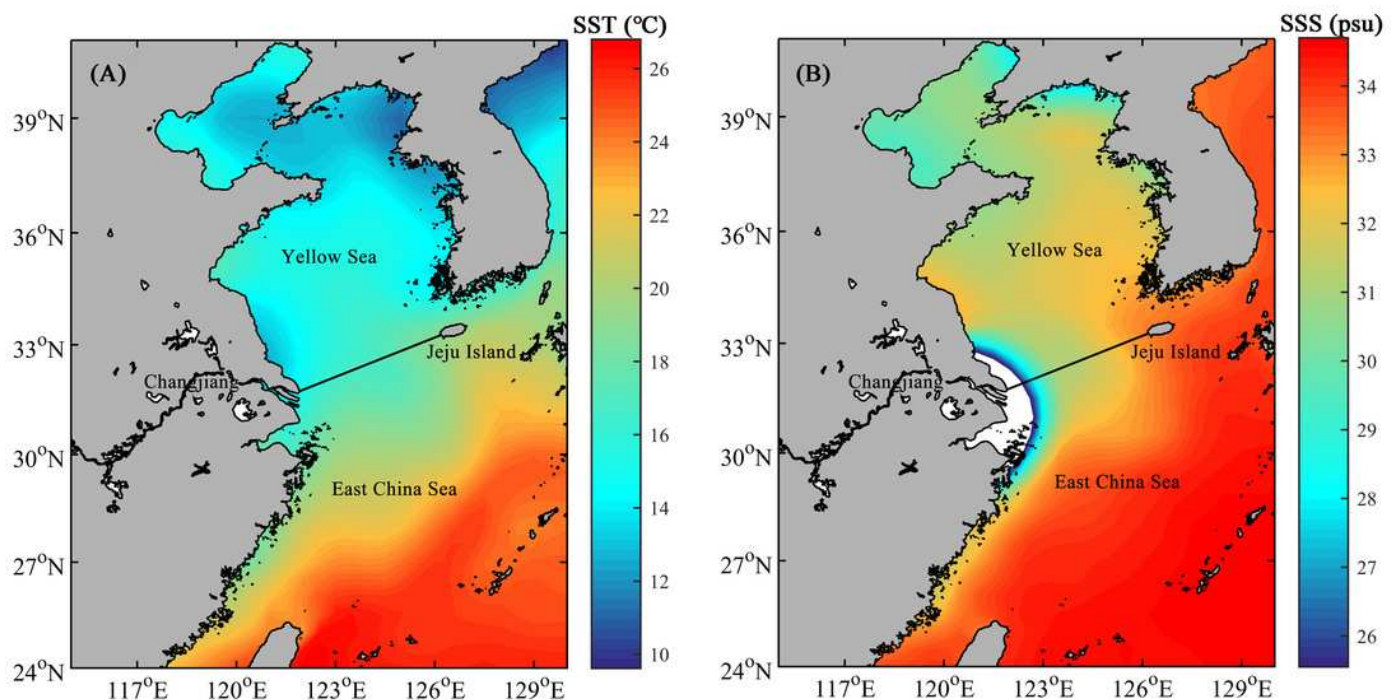 SST (°C)
(A)
26
24
22
20
18
16
14
12
10
39°N
36°N
33°N
30°N
27°N
24°N
117°E
120°E
123°E
126°E
129°E
Yellow Sea
Jeju Island
Changjiang
East China Sea
SSS (psu)
(B)
34
33
32
31
30
29
28
27
26
39°N
36°N
33°N
30°N
27°N
24°N
117°E
120°E
123°E
126°E
129°E
Yellow Sea
Jeju Island
Changjiang
East China Sea